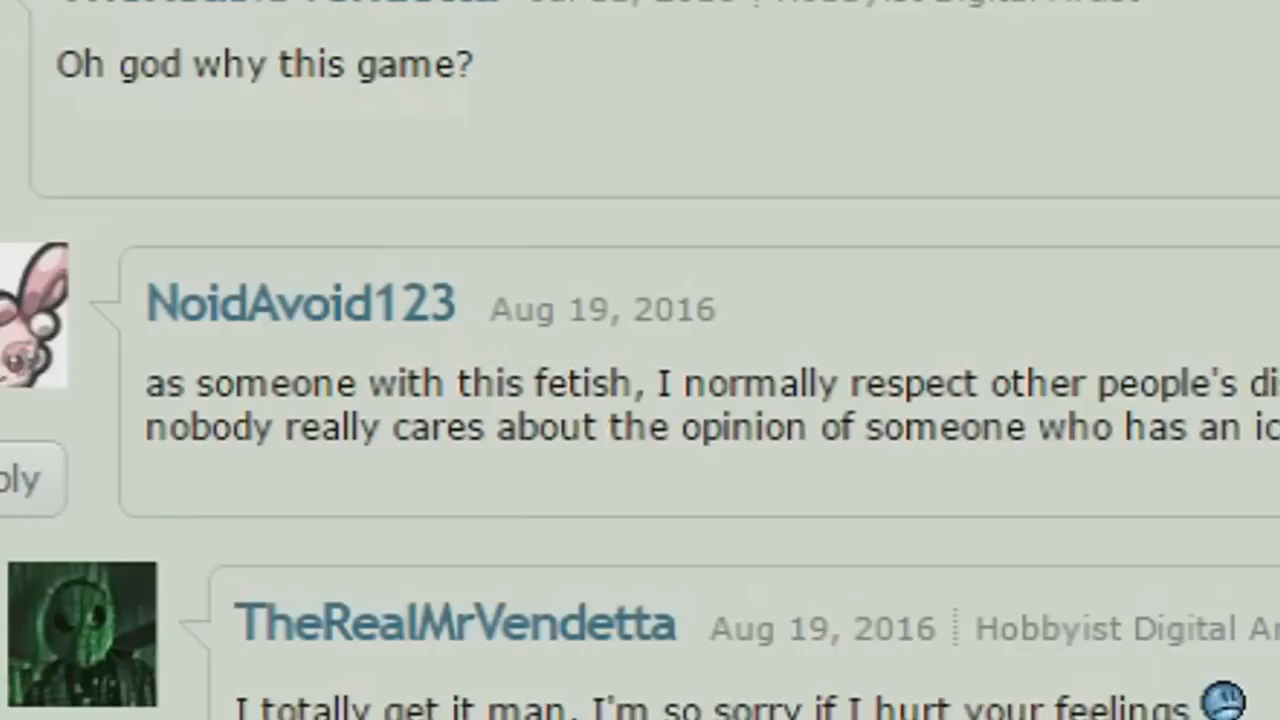 Oh god why this game?
NoidAvoid123 Aug 19, 2016
as someone with this fetish, I normally respect other people's
nobody really cares about the opinion of someone who has an
TheRealMrVendetta Aug 19, 2016 Hobbyist Digital
I totally get it man. I'm so sorry if I hurt your feelings